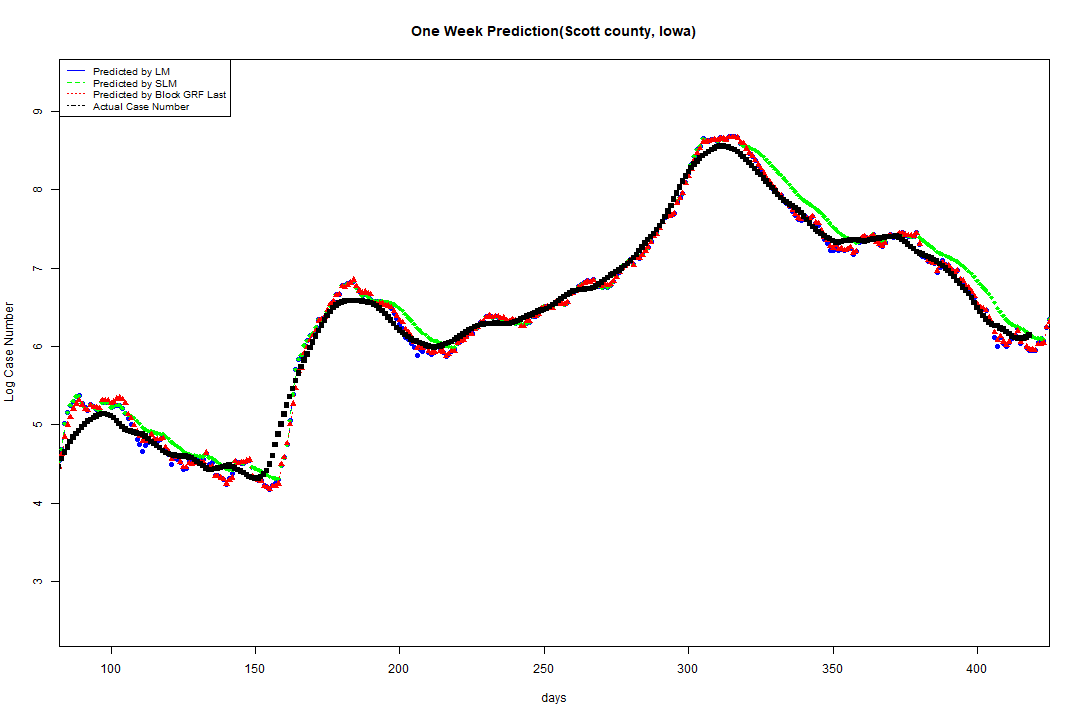 One Week Prediction(Scott county, Iowa)
Predicted by LM
Predicted by SLM
Predicted by Block GRF Last
Actual Case Number
9
8
7
6
5
4
3
Log Case Number
100 150 200 250 300 350 400
days